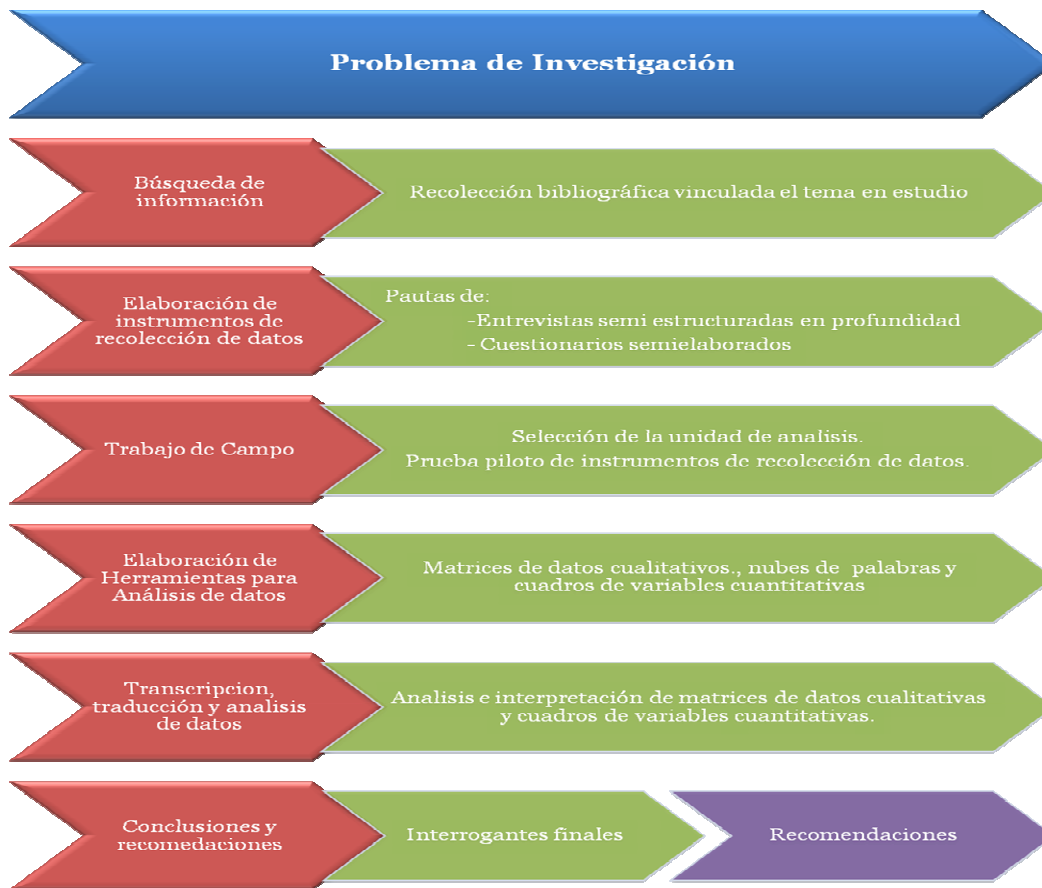 Problema de Investigación
Búsqueda de
información
Recolección bibliográfica vinculada el tema en estudio
Elaboración de
instrumentos de
recolección de datos
Pautas de:
-Entrevistas semi estructuradas en profundidad
- Cuestionarios semielaborados
Trabajo de Campo
Selección de la unidad de analisis.
Prueba piloto de instrumentos de recolección de datos.
Elaboración de
Herramientas para
Análisis de datos
Matrices de datos cualitativos., nubes de palabras y
cuadros de variables cuantitativas
Transcripcion,
traducción y analisis
de datos
Analisis e interpretación de matrices de datos cualitativas
y cuadros de variables cuantitativas.
Conclusiones y
recomedaciones
Interrogantes finales
Recomendaciones